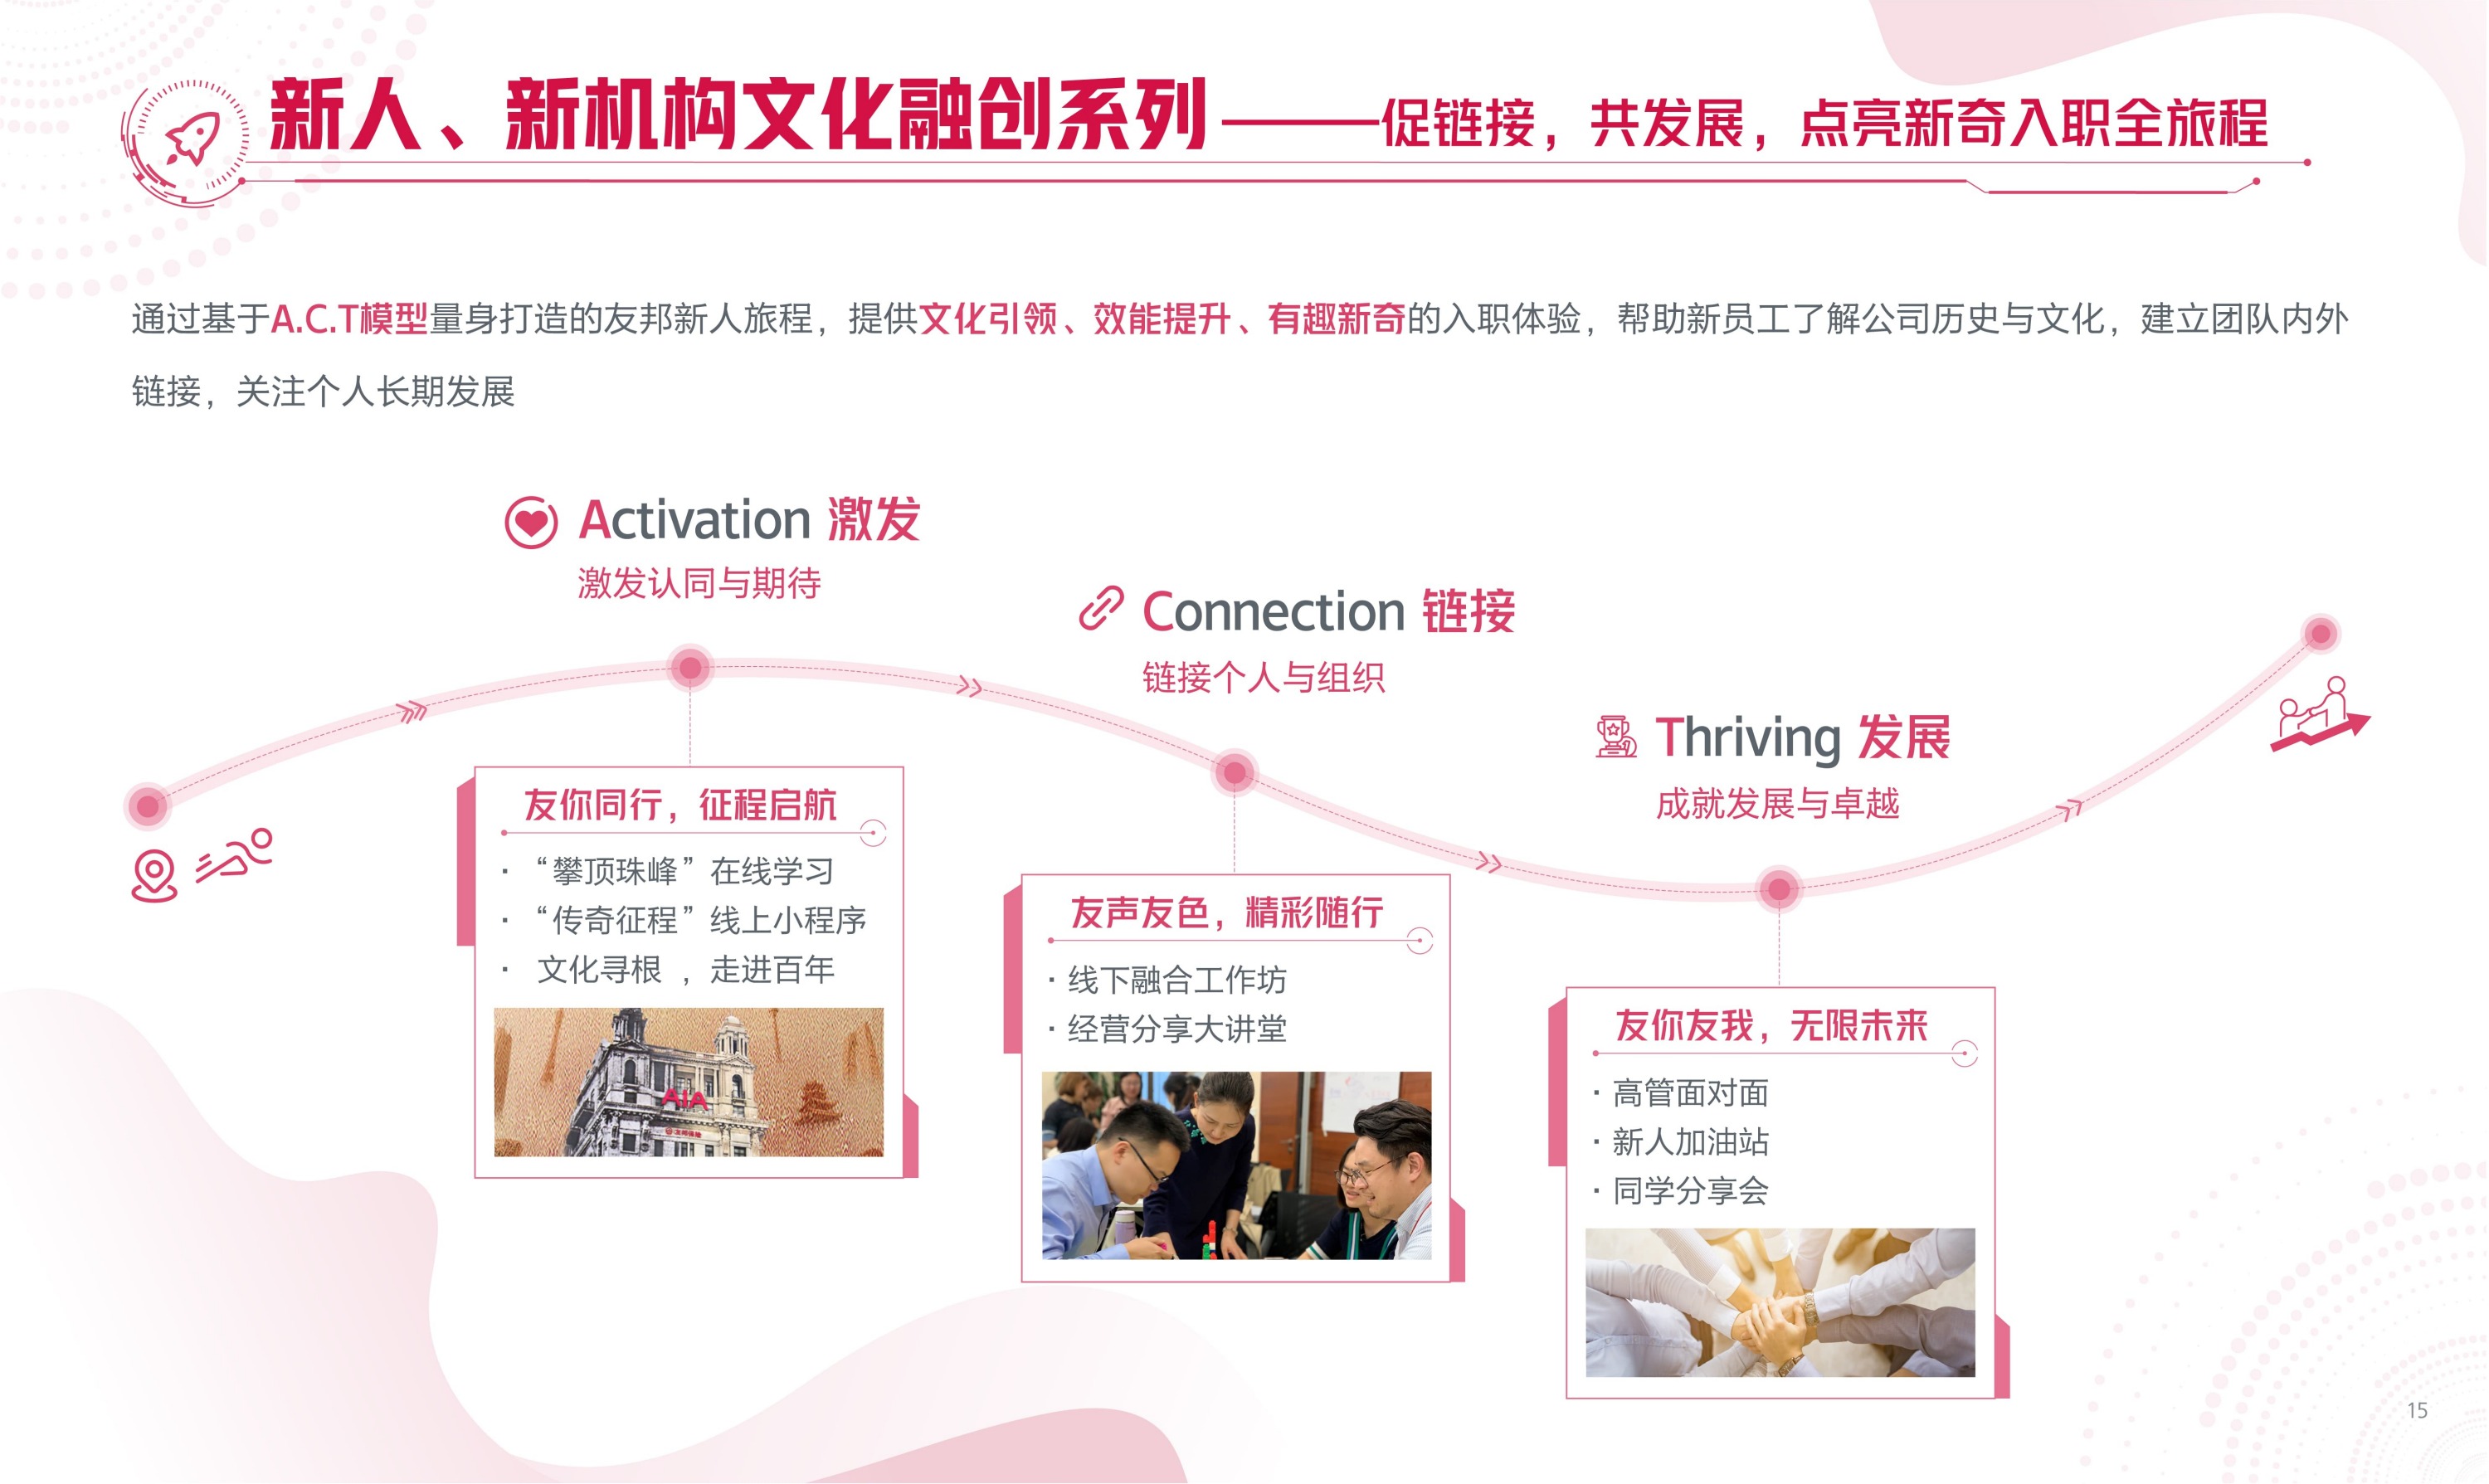 新人、新机构文化融创系列——促链接，共发展，点亮新奇入职全旅程
通过基于A.C.T模型量身打造的友邦新人旅程，提供文化引领、效能提升、有趣新奇的入职体验，帮助新员工了解公司历史与文化，建立团队内外
链接，关注个人长期发展
Activation 激发
激发认同与期待
Connection 链接
链接个人与组织
Thriving 发展
成就发展与卓越
友你同行，征程启航
· “攀顶珠峰”在线学习
· “传奇征程”线上小程序
· 文化寻根 ，走进百年
AIA
友邦保险
友声友色，精彩随行
· 线下融合工作坊
· 经营分享大讲堂
友你友我，无限未来
· 高管面对面
· 新人加油站
· 同学分享会
15